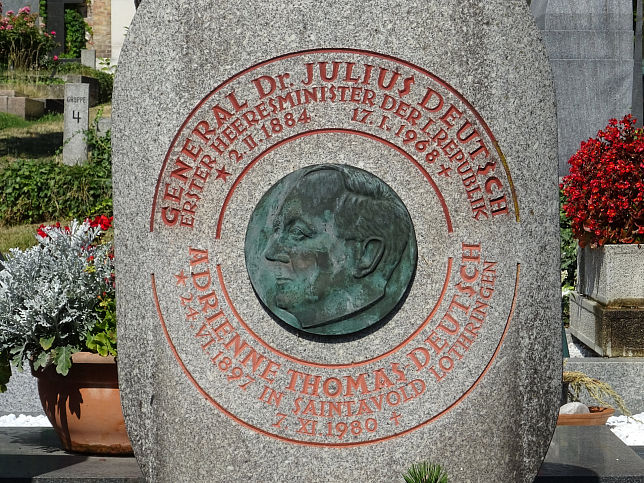 GRUPPE
4
GENERAL Dr. JULIUS DEUTSCH
ERSTER HEERESMINISTER DER I. REPUBLIK
* 2. II. 1884 17. I. 1968 +
* ADRIENNE THOMAS DEUTSCH
* 24. VI. 1897 IN SAINT AVOLD LOTHRINGEN
7. XI. 1980 +